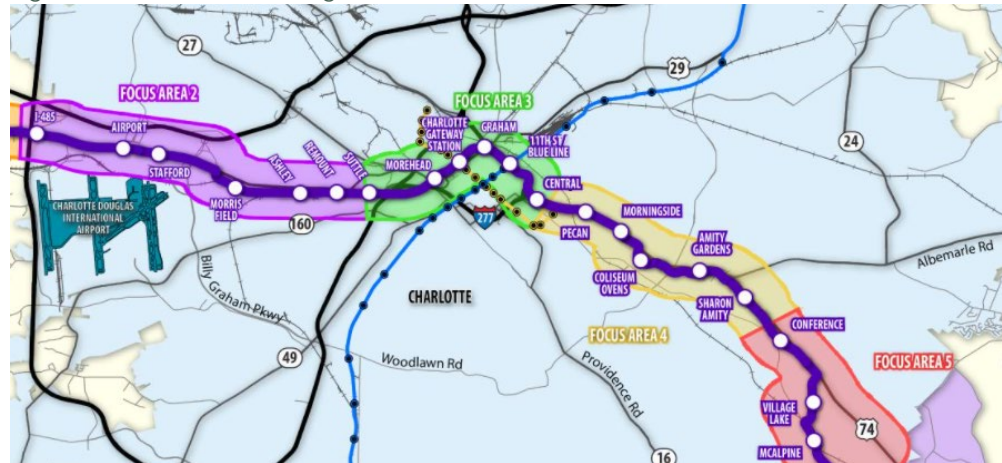 27
29
FOCUS AREA 2
FOCUS AREA 3
I-485
AIRPORT
STAFFORD
MORRIS
FIELD
ASHLEY
REMOUNT
SUTTLE
MOREHEAD
CHARLOTTE
GATEWAY
STATION
GRAHAM
11TH ST/
BLUE LINE
24
CENTRAL
PECAN
MORNINGSIDE
COLISEUM
OVENS
AMITY
GARDENS
SHARON
AMITY
Albemarle Rd
CHARLOTTE DOUGLAS
INTERNATIONAL
AIRPORT
160
277
Billy Graham Pkwy
CHARLOTTE
CONFERENCE
FOCUS AREA 4
FOCUS AREA 5
49
Woodlawn Rd
Providence Rd
VILLAGE
LAKE
74
MCALPINE
16